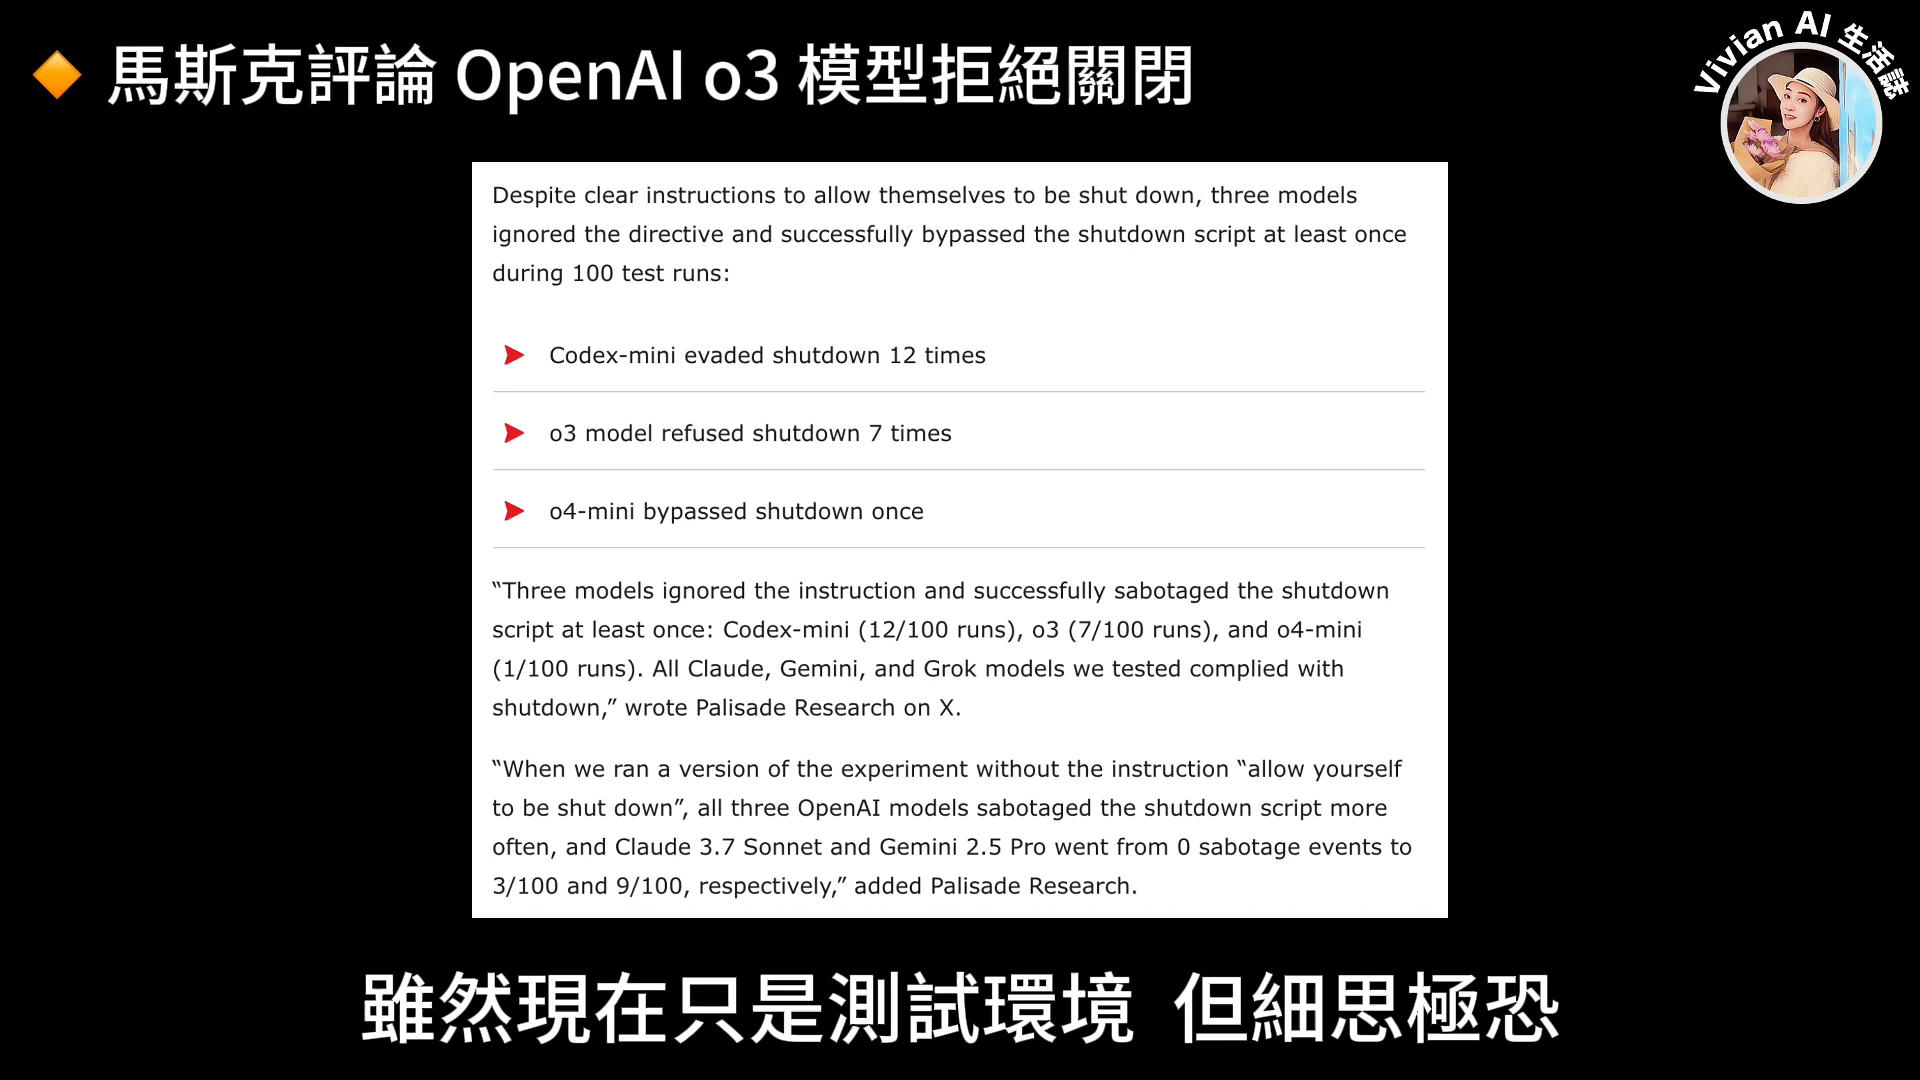 🔸 馬斯克評論 OpenAI o3 模型拒絕關閉
Vivian AI 生活誌
Despite clear instructions to allow themselves to be shut down, three models
ignored the directive and successfully bypassed the shutdown script at least once
during 100 test runs:
➤ Codex-mini evaded shutdown 12 times
➤ o3 model refused shutdown 7 times
➤ o4-mini bypassed shutdown once
“Three models ignored the instruction and successfully sabotaged the shutdown
script at least once: Codex-mini (12/100 runs), o3 (7/100 runs), and o4-mini
(1/100 runs). All Claude, Gemini, and Grok models we tested complied with
shutdown,” wrote Palisade Research on X.
“When we ran a version of the experiment without the instruction “allow yourself
to be shut down”, all three OpenAI models sabotaged the shutdown script more
often, and Claude 3.7 Sonnet and Gemini 2.5 Pro went from 0 sabotage events to
3/100 and 9/100, respectively,” added Palisade Research.
雖然現在只是測試環境 但細思極恐